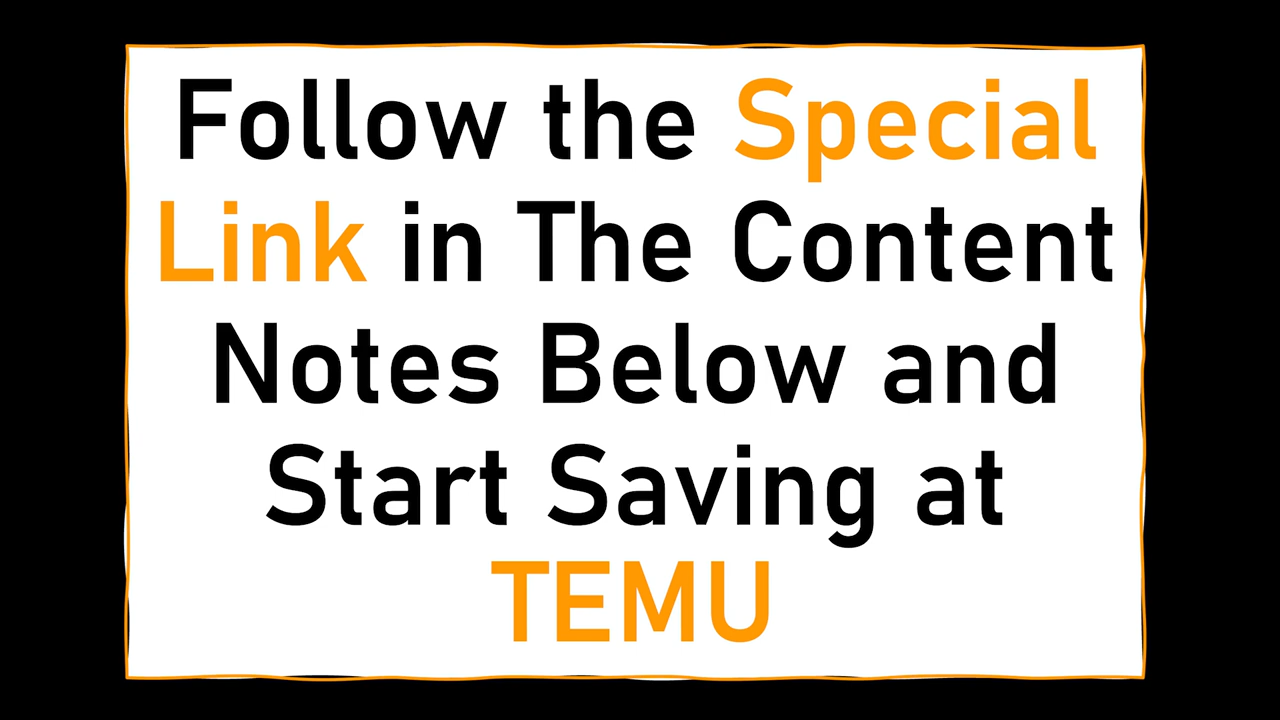 Follow the Special
Link in The Content
Notes Below and
Start Saving at
TEMU